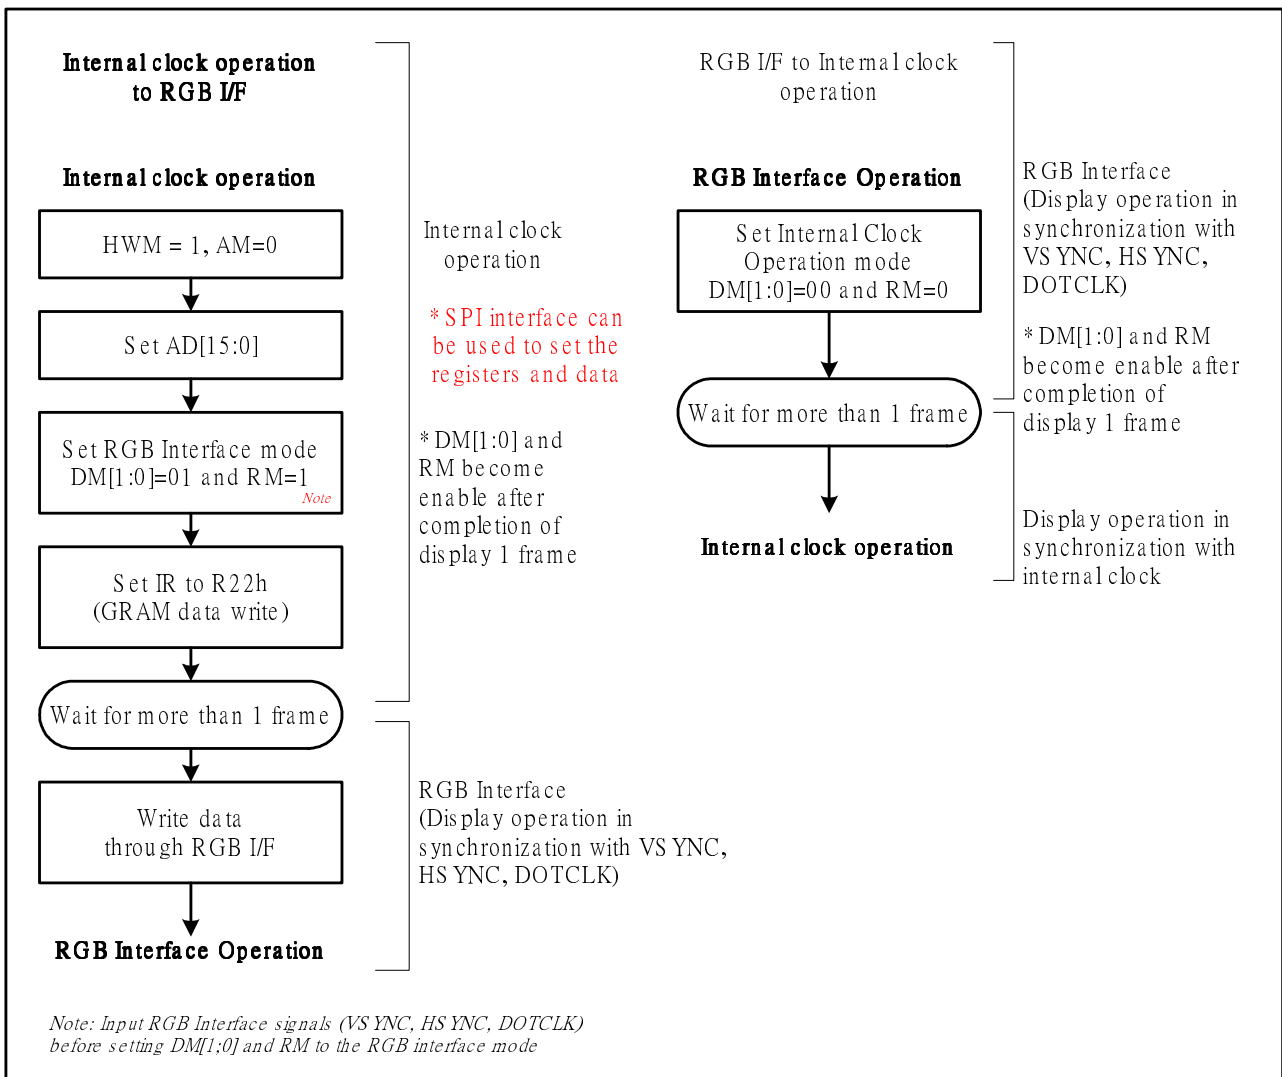 Internal clock operation
to RGB I/F
Internal clock operation
HWM = 1, AM=0
Set AD[15:0]
Set RGB Interface mode
DM[1:0]=01 and RM=1
Note
Set IR to R22h
(GRAM data write)
Wait for more than 1 frame
Write data
through RGB I/F
RGB Interface Operation
Internal clock
operation
* SPI interface can
be used to set the
registers and data
* DM[1:0] and
RM become
enable after
completion of
display 1 frame
RGB Interface
(Display operation in
synchronization with VSYNC,
HSYNC, DOTCLK)
RGB I/F to Internal clock
operation
RGB Interface Operation
Set Internal Clock
Operation mode
DM[1:0]=00 and RM=0
Wait for more than 1 frame
Internal clock operation
RGB Interface
(Display operation in
synchronization with
VSYNC, HSYNC,
DOTCLK)
* DM[1:0] and RM
become enable after
completion of
display 1 frame
Display operation in
synchronization with
internal clock
Note: Input RGB Interface signals (VSYNC, HSYNC, DOTCLK)
before setting DM[1;0] and RM to the RGB interface mode